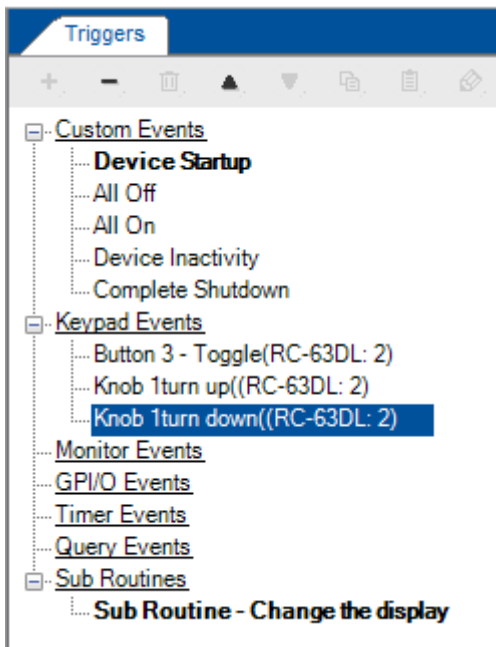 Triggers
Custom Events
Device Startup
All Off
All On
Device Inactivity
Complete Shutdown
Keypad Events
Button 3 - Toggle(RC-63DL: 2)
Knob 1turn up((RC-63DL: 2)
Knob 1turn down((RC-63DL: 2)
Monitor Events
GPI/O Events
Timer Events
Query Events
Sub Routines
Sub Routine - Change the display